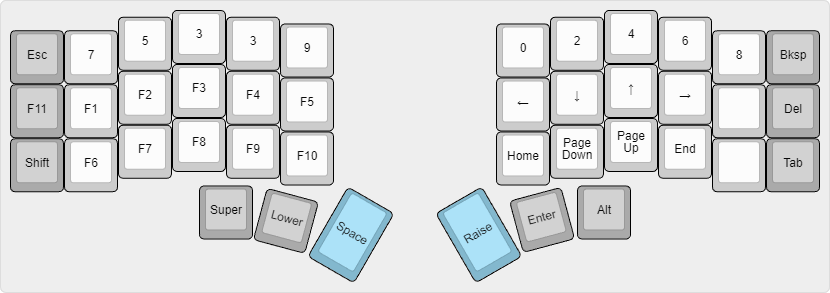 Esc 7 5 3 3 9 0 2 4 6 8 Bksp
F11 F1 F2 F3 F4 F5 ← ↓ ↑ → Del
Shift F6 F7 F8 F9 F10 Home Page Down Page Up End Tab
Super Lower Space Raise Enter Alt